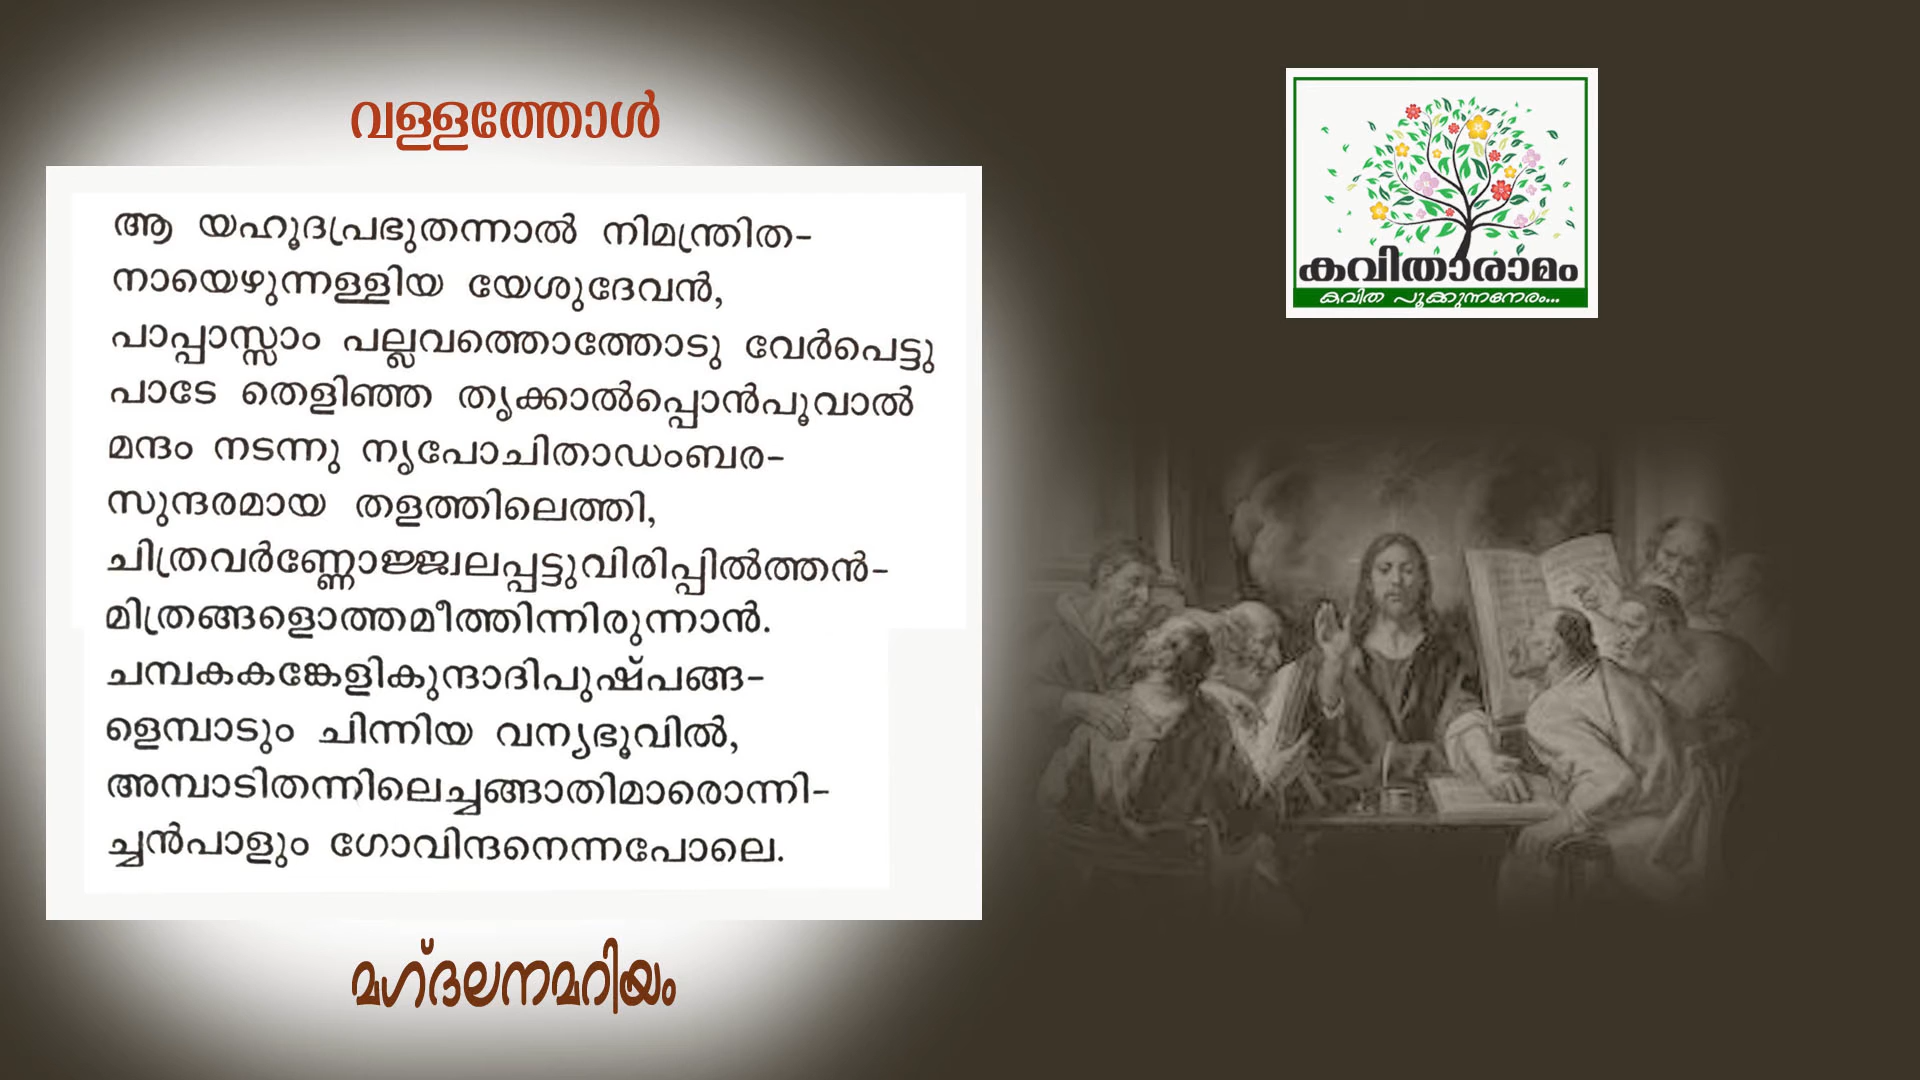 വള്ളത്തോൾ
ആ യഹൂദപ്രഭുതന്നാൽ നിമന്ത്രിത-
നായെഴുന്നള്ളിയ യേശുദേവൻ,
പാപ്പാസ്സാം പല്ലവത്തൊത്തോടു വേർപെട്ടു
പാടേ തെളിഞ്ഞ തൃക്കാൽപ്പൊൻപൂവാൽ
മന്ദം നടന്നു നൃപോചിതാഡംബര-
സുന്ദരമായ തളത്തിലെത്തി,
ചിത്രവർണ്ണോജ്ജ്വലപ്പട്ടുവിരിപ്പിൽത്തൻ-
മിത്രങ്ങളൊത്തമീത്തിന്നിരുന്നാൻ.
ചമ്പകകങ്കേളികുന്ദാദിപുഷ്പങ്ങ-
ളെമ്പാടും ചിന്നിയ വന്യഭൂവിൽ,
അമ്പാടിതന്നിലെച്ചങ്ങാതിമാരൊന്നി-
ച്ചൻപാളും ഗോവിന്ദനെന്നപോലെ.
മഗ്ദലനമറിയം
കവിതാരാമം
കവിത പൂക്കുന്നനേരം...